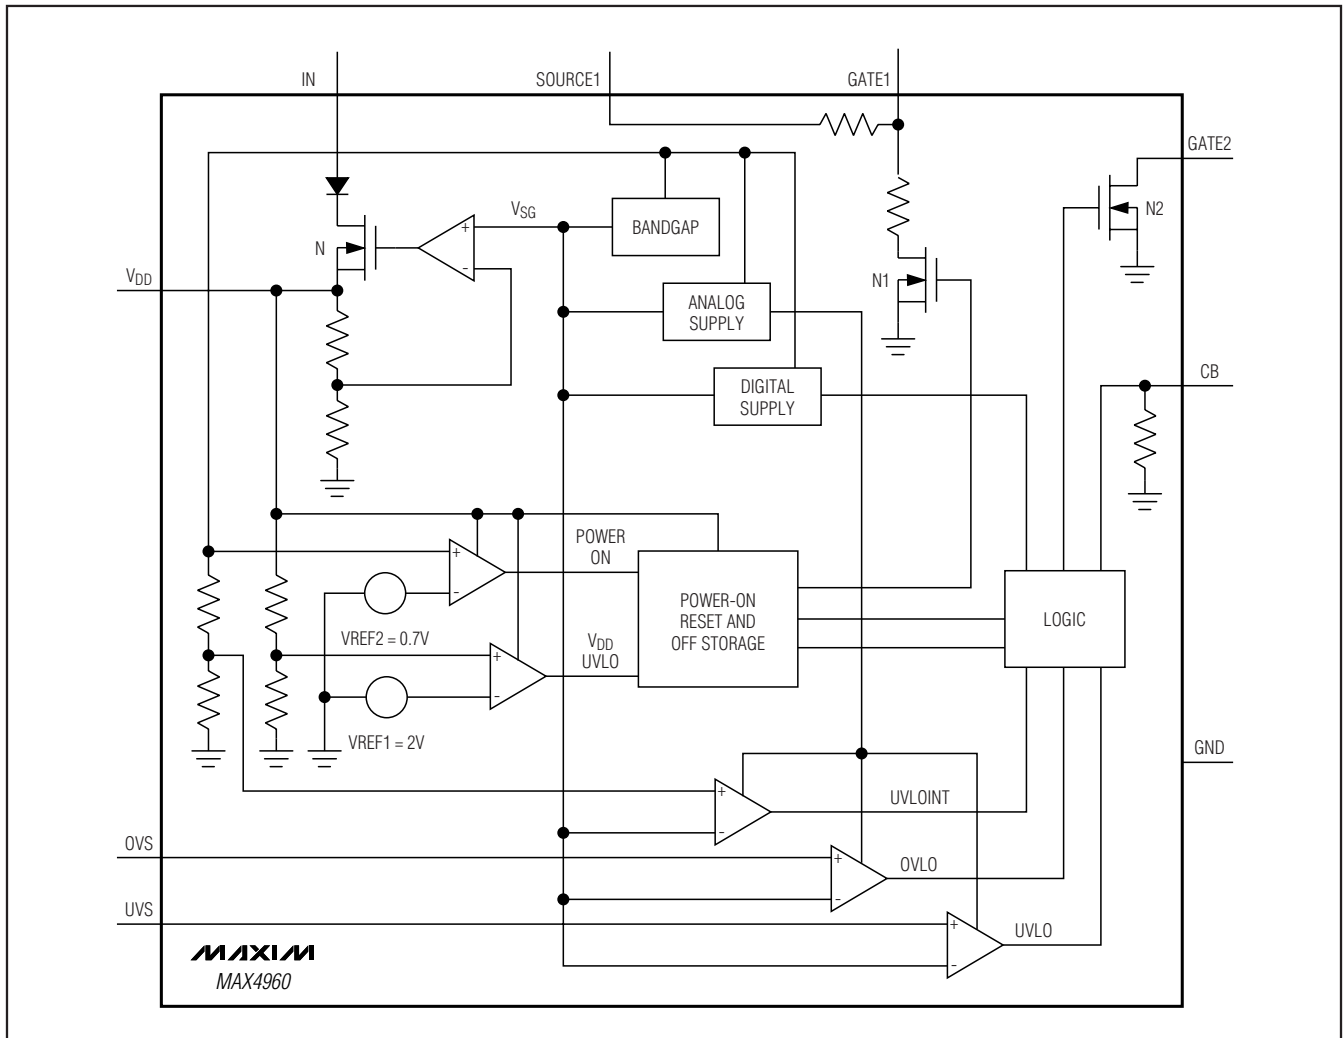 IN
SOURCE1
GATE1
GATE2
N2
VSG
+
-
BANDGAP
N
VDD
N1
ANALOG
SUPPLY
DIGITAL
SUPPLY
CB
POWER
ON
+
-
VREF2 = 0.7V
VDD
UVLO
+
-
VREF1 = 2V
POWER-ON
RESET AND
OFF STORAGE
LOGIC
GND
+
-
UVLOINT
OVS
+
-
OVLO
UVS
+
-
UVLO
MAXIM
MAX4960